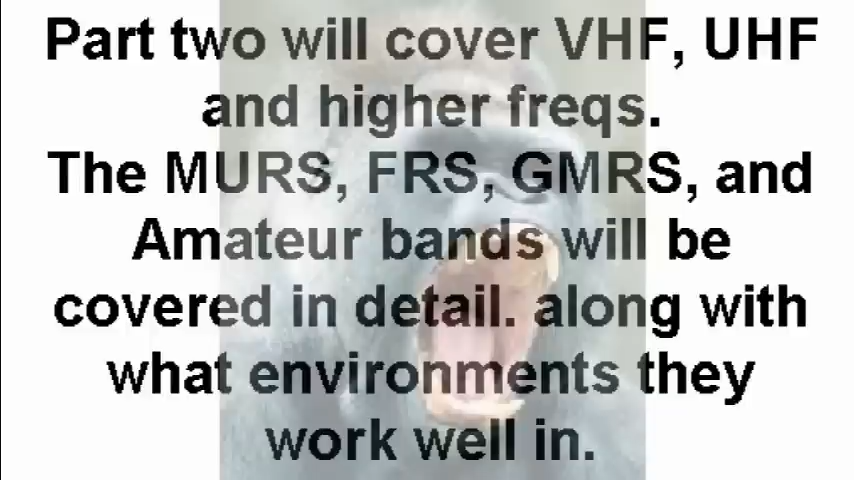 Part two will cover VHF, UHF
and higher freqs.
The MURS, FRS, GMRS, and
Amateur bands will be
covered in detail. along with
what environments they
work well in.